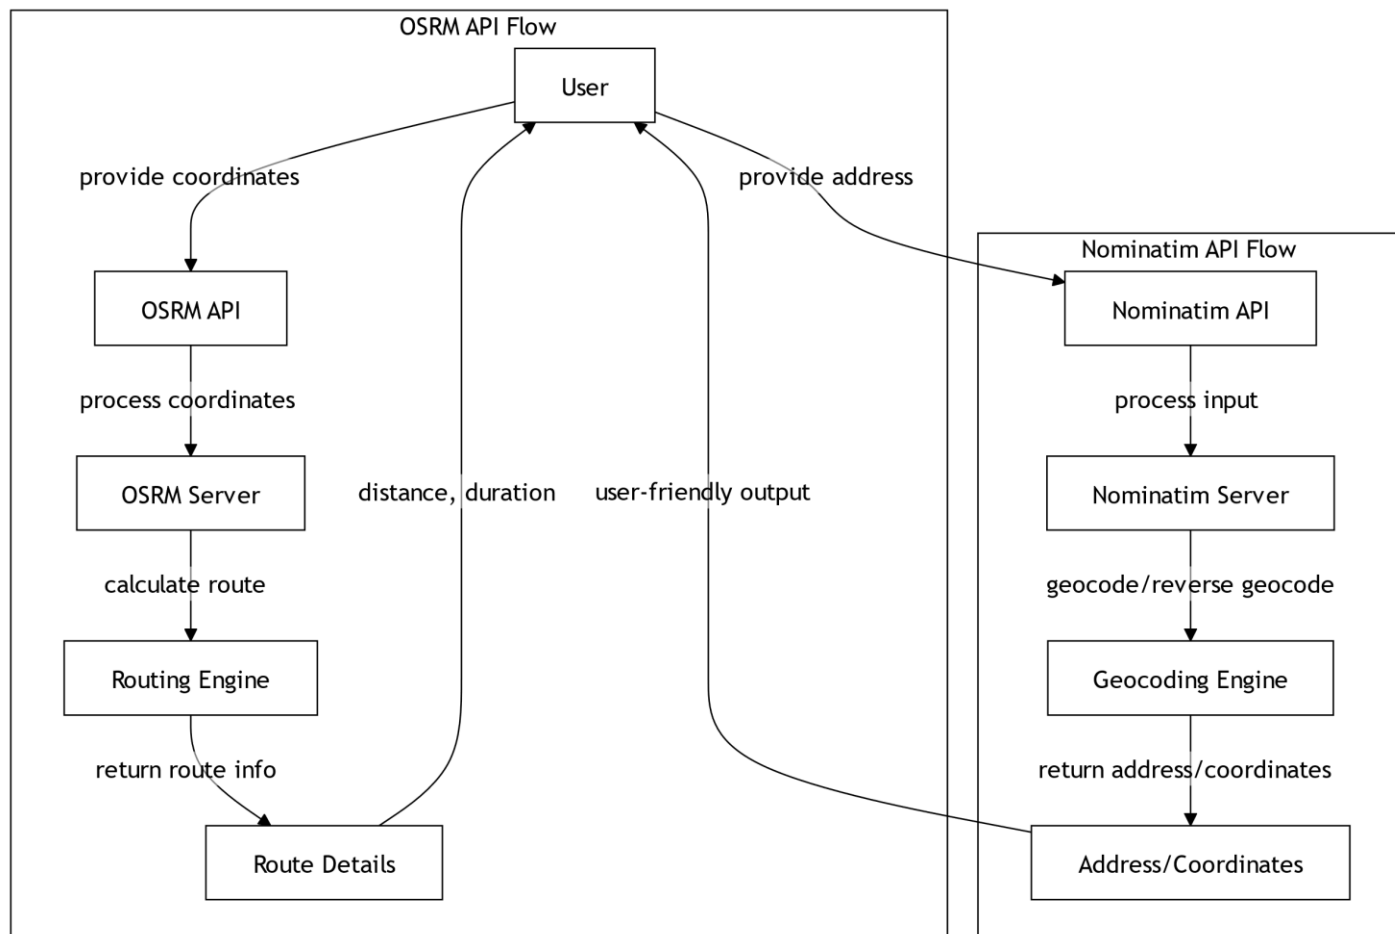 OSRM API Flow
User
provide coordinates
provide address
Nominatim API Flow
OSRM API
Nominatim API
process coordinates
process input
OSRM Server
distance, duration
user-friendly output
Nominatim Server
calculate route
geocode/reverse geocode
Routing Engine
Geocoding Engine
return route info
return address/coordinates
Route Details
Address/Coordinates